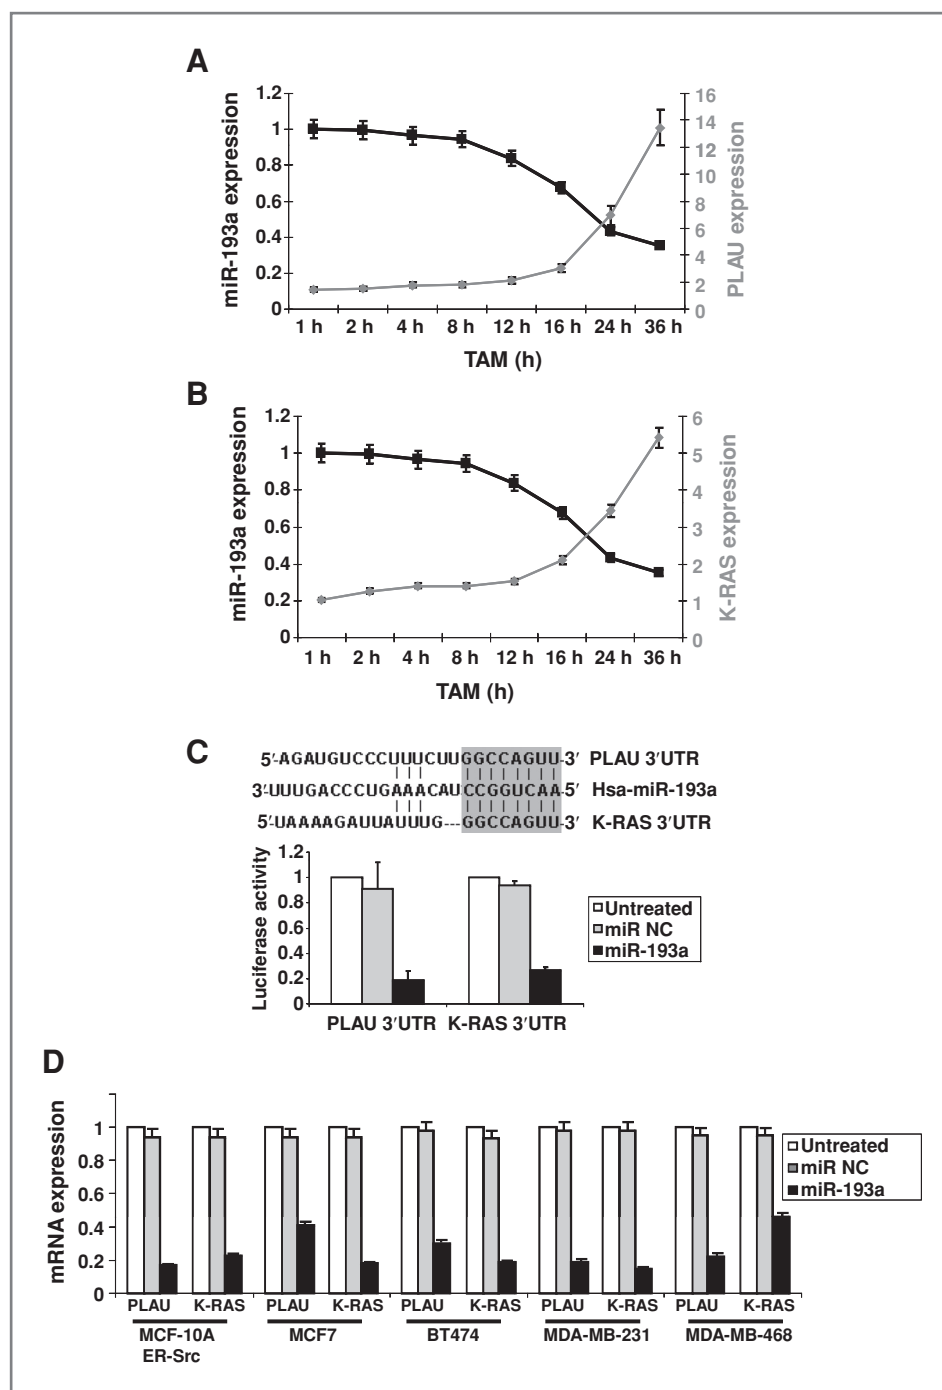 A
miR-193a expression
1.2
1
0.8
0.6
0.4
0.2
0
16
14
12
10
8
6
4
2
0
PLAU expression
1 h 2 h 4 h 8 h 12 h 16 h 24 h 36 h
TAM (h)
B
miR-193a expression
1.2
1
0.8
0.6
0.4
0.2
0
6
5
4
3
2
1
0
K-RAS expression
1 h 2 h 4 h 8 h 12 h 16 h 24 h 36 h
TAM (h)
C
5′-AGAUGUCCCUUUCUUGGCCAGUU-3′ PLAU 3′UTR
3′-UUUGACCCUGAAACAUCCGGUCAA-5′ Hsa-miR-193a
5′-UAAAAGAUUAUUUG---GGCCAGUU-3′ K-RAS 3′UTR
Luciferase activity
1.2
1
0.8
0.6
0.4
0.2
0
PLAU 3′UTR K-RAS 3′UTR
Untreated
miR NC
miR-193a
D
mRNA expression
1
0.8
0.6
0.4
0.2
0
Untreated
miR NC
miR-193a
PLAU K-RAS PLAU K-RAS PLAU K-RAS PLAU K-RAS PLAU K-RAS
MCF-10A MCF7 BT474 MDA-MB-231 MDA-MB-468
ER-Src